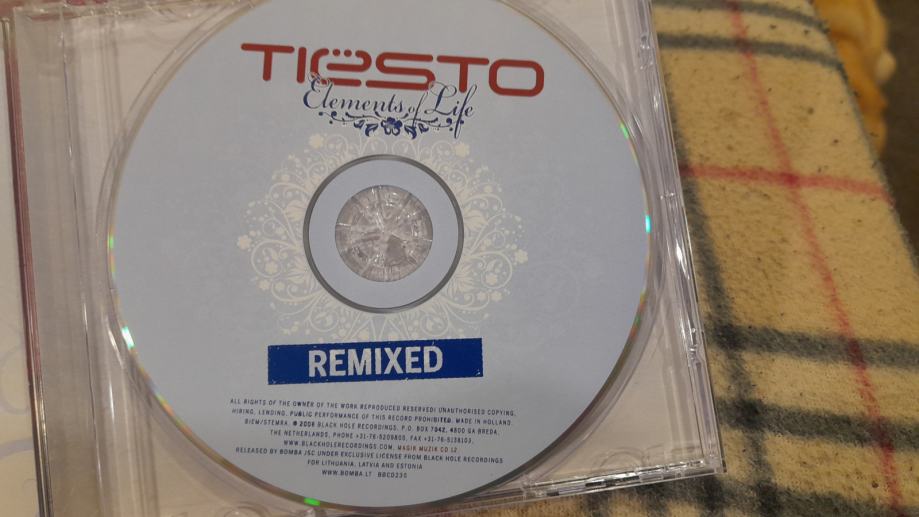 TIËSTO
Elements of Life
REMIXED
ALL RIGHTS OF THE OWNER OF THE WORK REPRODUCED RESERVED! UNAUTHORISED COPYING,
HIRING, LENDING, PUBLIC PERFORMANCE OF THIS RECORD PROHIBITED. MADE IN HOLLAND.
BIEM/STEMRA. ℗ 2008 BLACK HOLE RECORDINGS, P.O. BOX 7042, 4800 GA BREDA,
THE NETHERLANDS, PHONE +31-76-5209805, FAX +31-76-5138103,
WWW.BLACKHOLERECORDINGS.COM, MAGIK MUZIK CD 12
RELEASED BY BOMBA JSC UNDER EXCLUSIVE LICENSE FROM BLACK HOLE RECORDINGS
FOR LITHUANIA, LATVIA AND ESTONIA
WWW.BOMBA.LT BBCD230